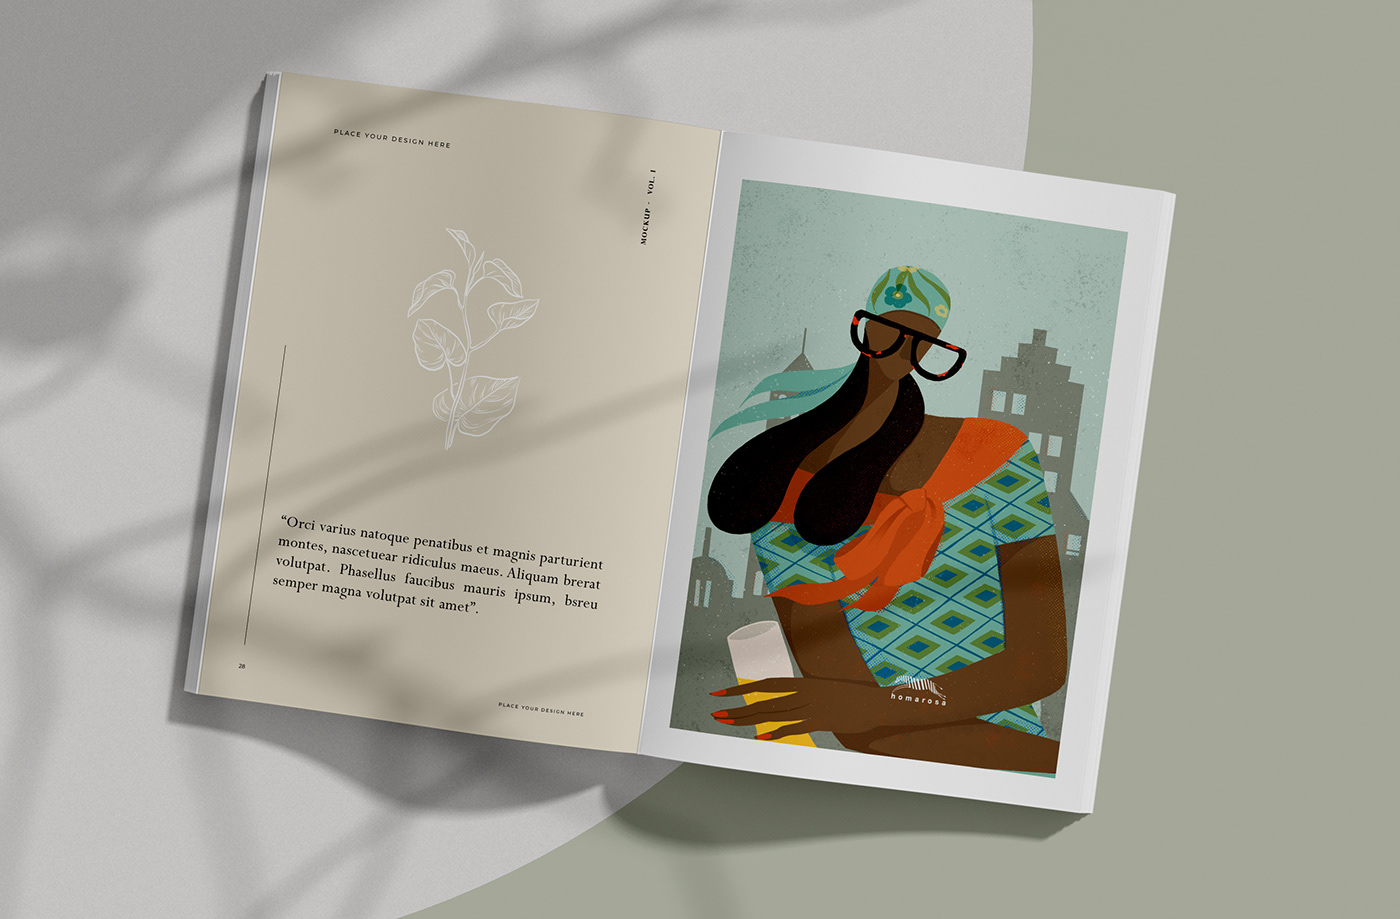 PLACE YOUR DESIGN HERE
MOCKUP - VOL. I
“Orci varius natoque penatibus et magnis parturient
montes, nascetuear ridiculus maeus. Aliquam brerat
volutpat. Phasellus faucibus mauris ipsum, bsreu
semper magna volutpat sit amet”.
28
PLACE YOUR DESIGN HERE
homarosa